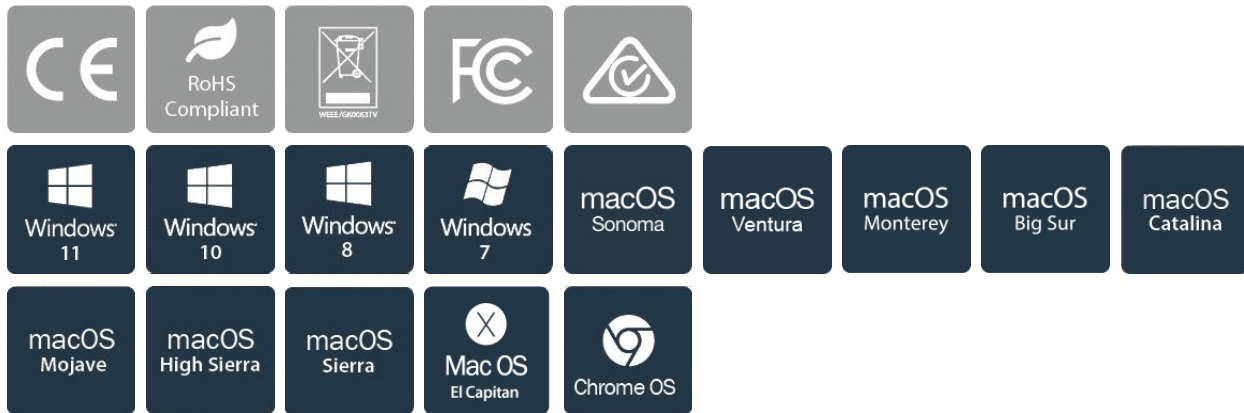 CE
RoHS
Compliant
WEEE/GK0063TV
FC
Windows
11
Windows
10
Windows
8
Windows
7
macOS
Sonoma
macOS
Ventura
macOS
Monterey
macOS
Big Sur
macOS
Catalina
macOS
Mojave
macOS
High Sierra
macOS
Sierra
X
Mac OS
El Capitan
Chrome OS